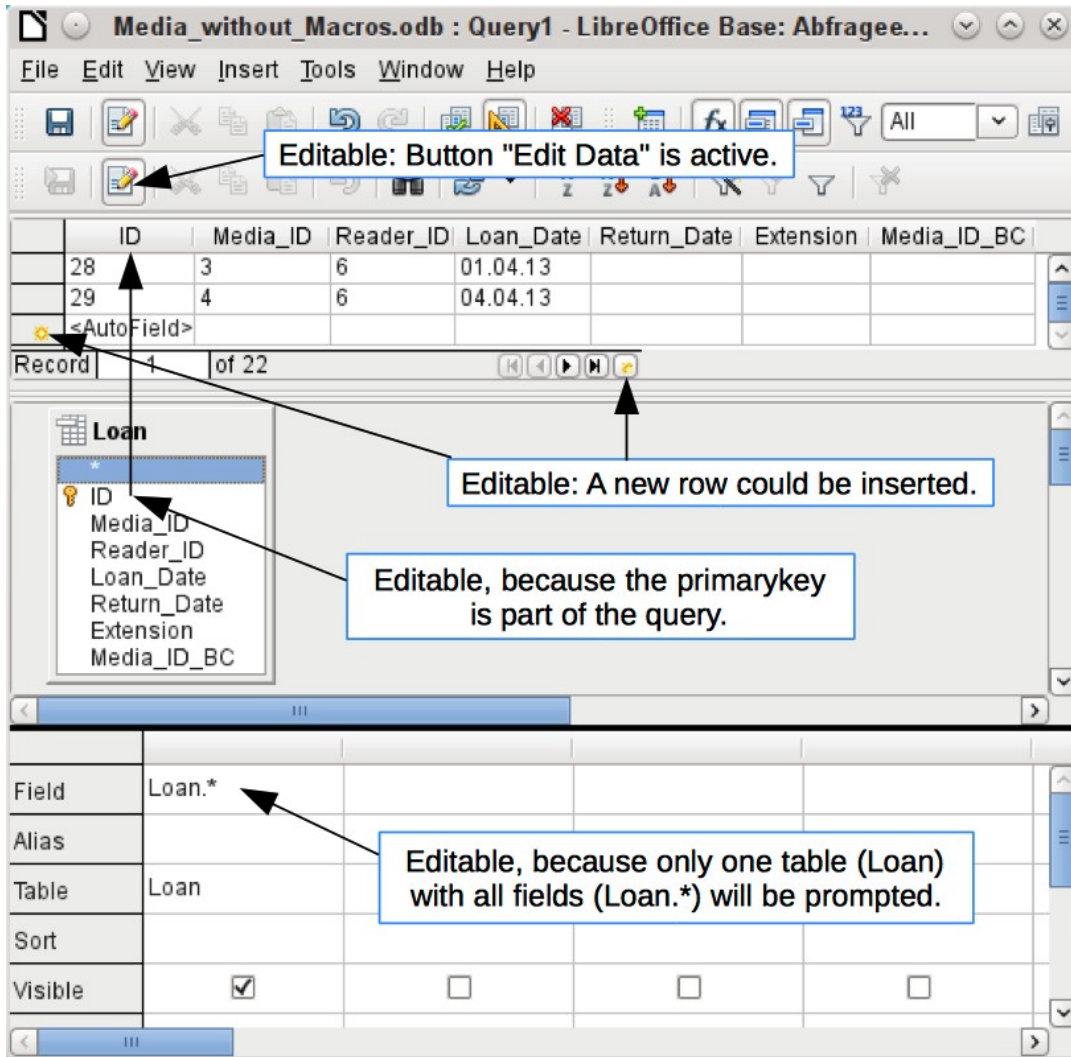 Media_without_Macros.odb : Query1 - LibreOffice Base: Abfragee...
File Edit View Insert Tools Window Help
123
All
Editable: Button "Edit Data" is active.
ID Media_ID Reader_ID Loan_Date Return_Date Extension Media_ID_BC
28 3 6 01.04.13
29 4 6 04.04.13
<AutoField>
Record 1 of 22
Loan
*
ID
Media_ID
Reader_ID
Loan_Date
Return_Date
Extension
Media_ID_BC
Editable: A new row could be inserted.
Editable, because the primarykey
is part of the query.
Field Loan.*
Alias
Table Loan
Sort
Visible
Editable, because only one table (Loan)
with all fields (Loan.*) will be prompted.